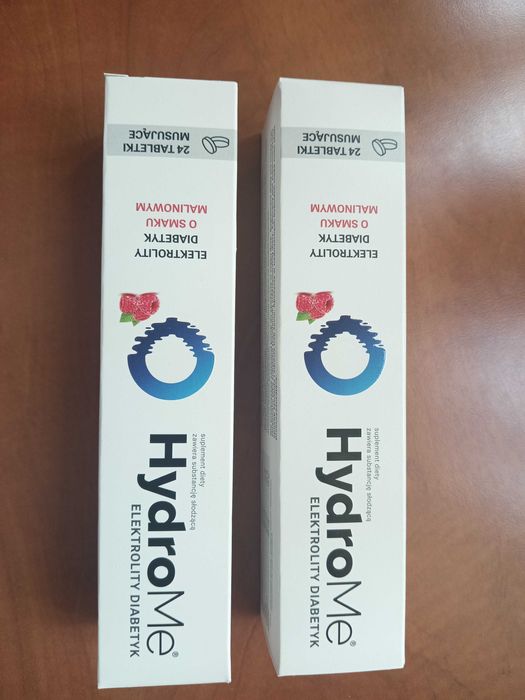 24 TABLETKI
MUSUJĄCE
ELEKTROLITY
DIABETYK
O SMAKU
MALINOWYM
suplement diety
zawiera substancję słodzącą
HydroMe®
ELEKTROLITY DIABETYK
24 TABLETKI
MUSUJĄCE
ELEKTROLITY
DIABETYK
O SMAKU
MALINOWYM
suplement diety
zawiera substancję słodzącą
HydroMe®
ELEKTROLITY DIABETYK